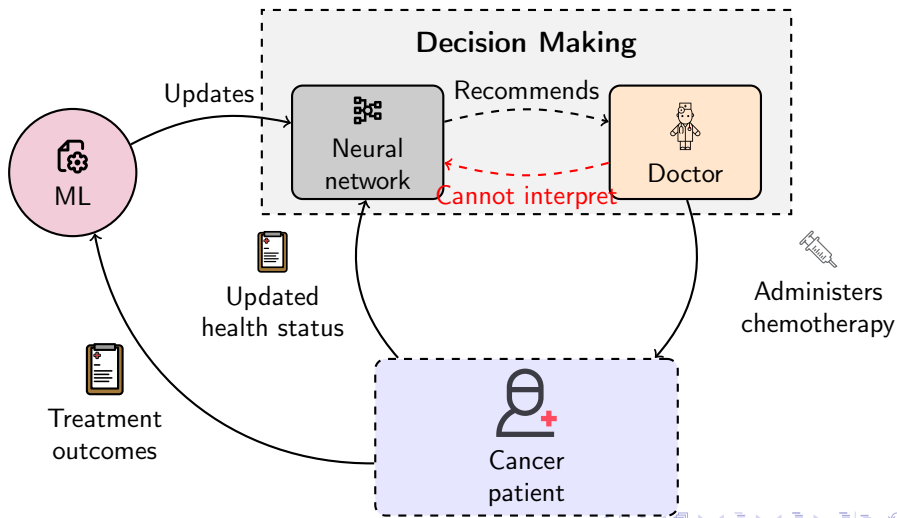 Decision Making
Updates
Recommends
Neural
network
Doctor
ML
Cannot interpret
Updated
health status
Administers
chemotherapy
Treatment
outcomes
Cancer
patient